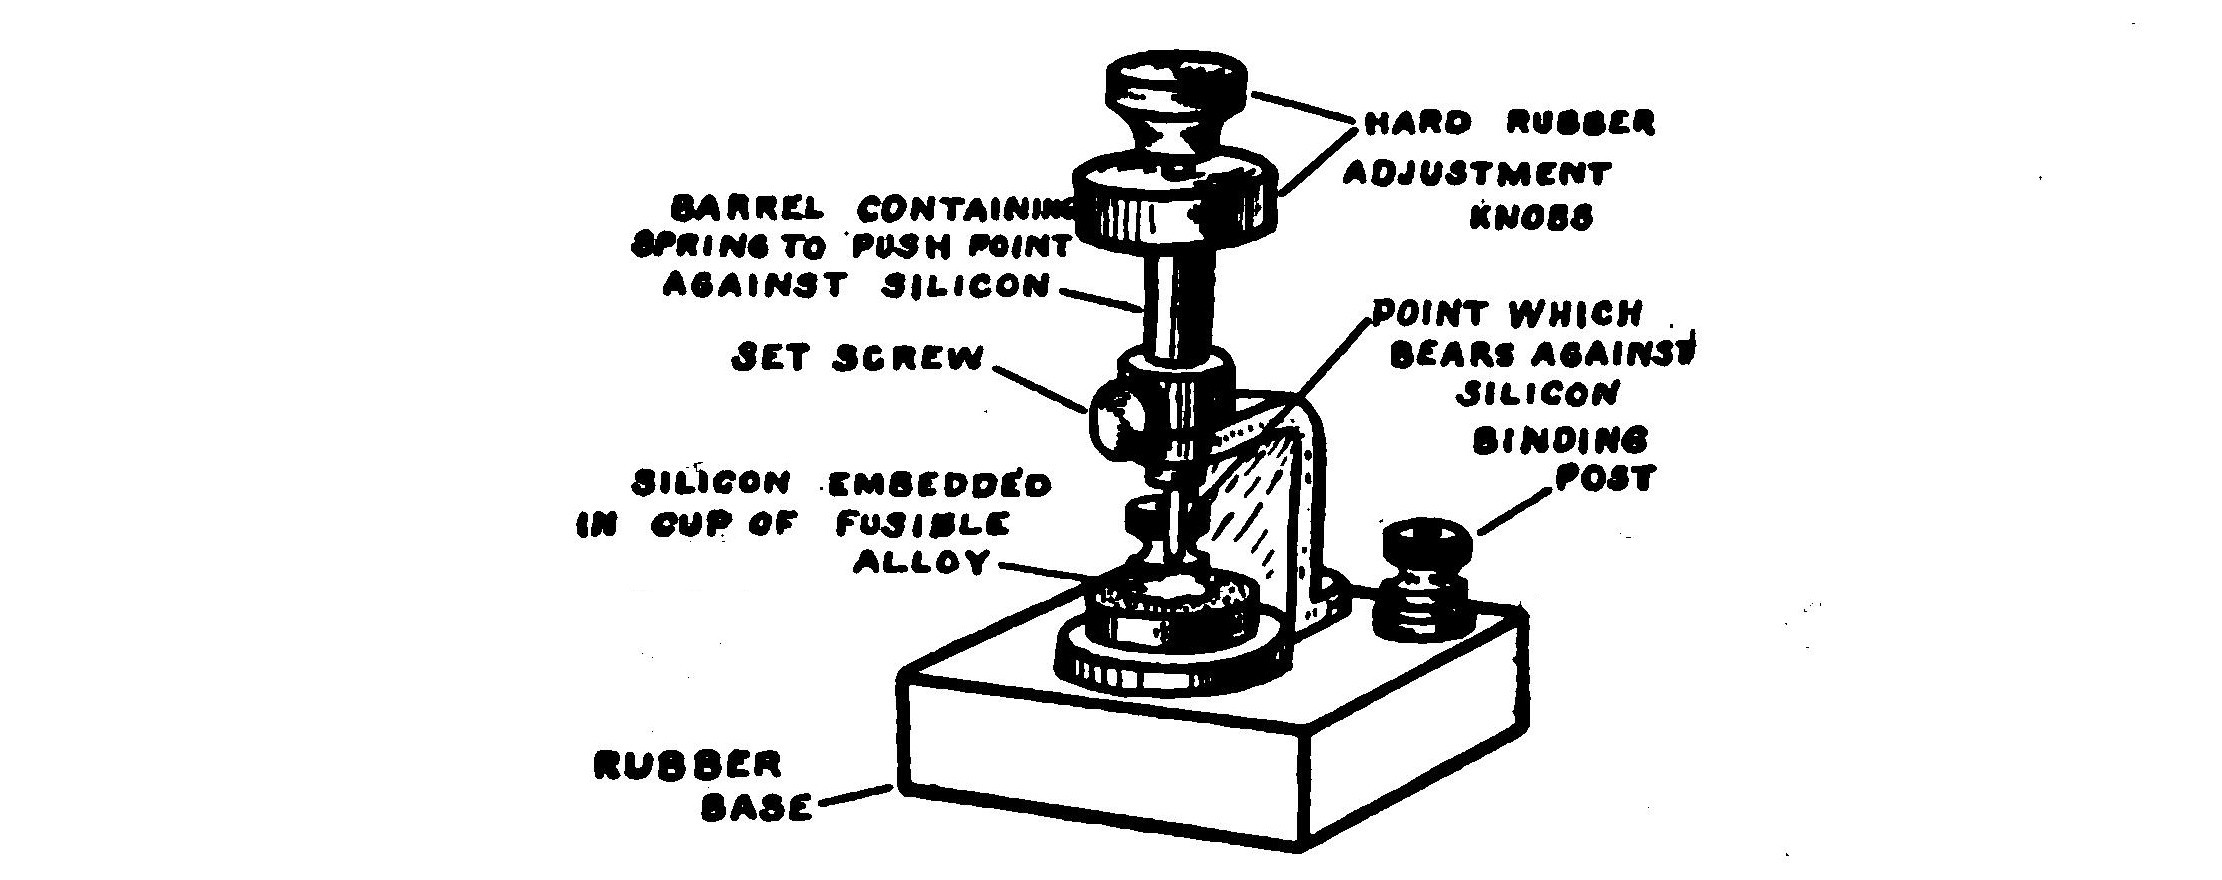 HARD RUBBER
ADJUSTMENT
KNOBS
BARREL CONTAINING
SPRING TO PUSH POINT
AGAINST SILICON
POINT WHICH
BEARS AGAINST
SILICON
SET SCREW
BINDING
POST
SILICON EMBEDDED
IN CUP OF FUSIBLE
ALLOY
RUBBER
BASE